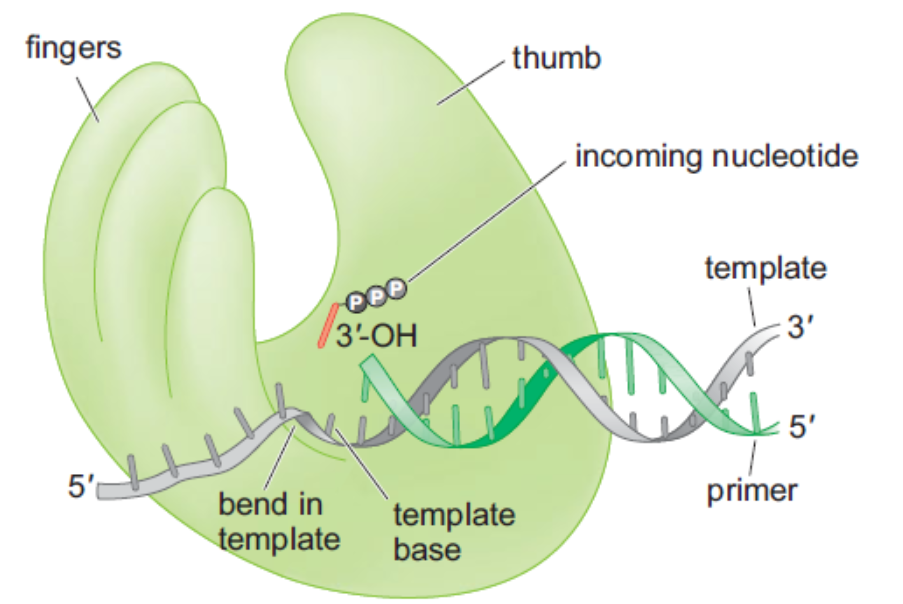 fingers
thumb
incoming nucleotide
template
P P P
3′-OH
3′
5′
5′
primer
bend in
template
template
base